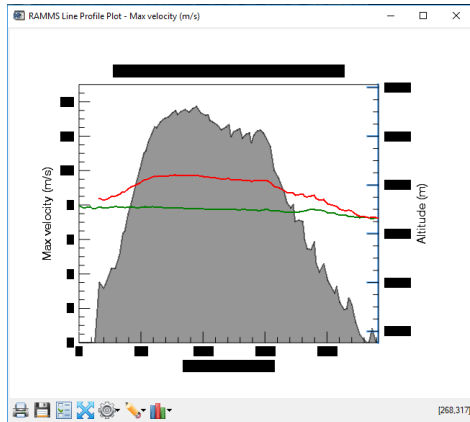 RAMMS Line Profile Plot - Max velocity (m/s)
Max velocity (m/s)
Altitude (m)
[268,317]